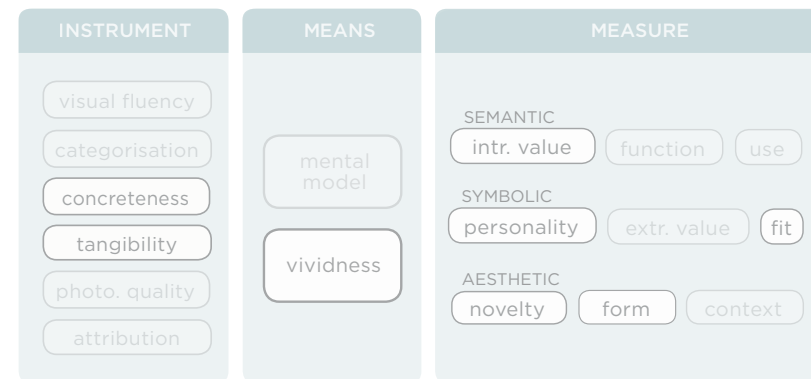 INSTRUMENT
visual fluency
categorisation
concreteness
tangibility
photo. quality
attribution
MEANS
mental
model
vividness
MEASURE
SEMANTIC
intr. value function use
SYMBOLIC
personality extr. value fit
AESTHETIC
novelty form context